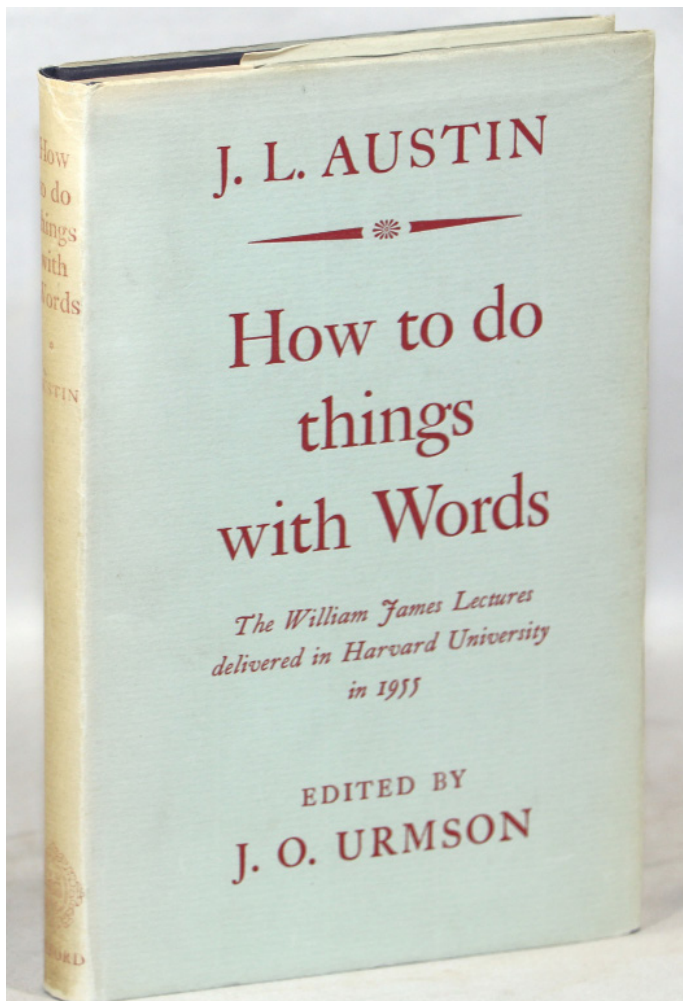 J. L. AUSTIN
How to do
things
with Words
The William James Lectures
delivered in Harvard University
in 1955
EDITED BY
J. O. URMSON
How
to do
things
with
Words
AUSTIN
OXFORD